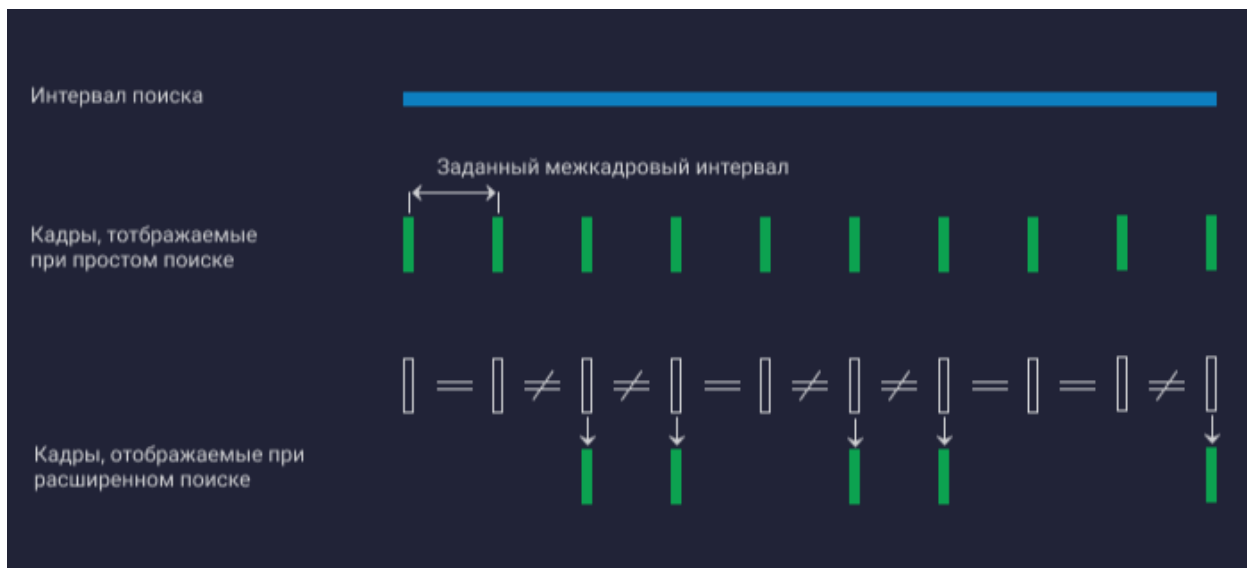 Интервал поиска
Заданный межкадровый интервал
Кадры, тотбражаемые
при простом поиске
= ≠ ≠ = ≠ ≠ = = ≠
Кадры, отображаемые при
расширенном поиске